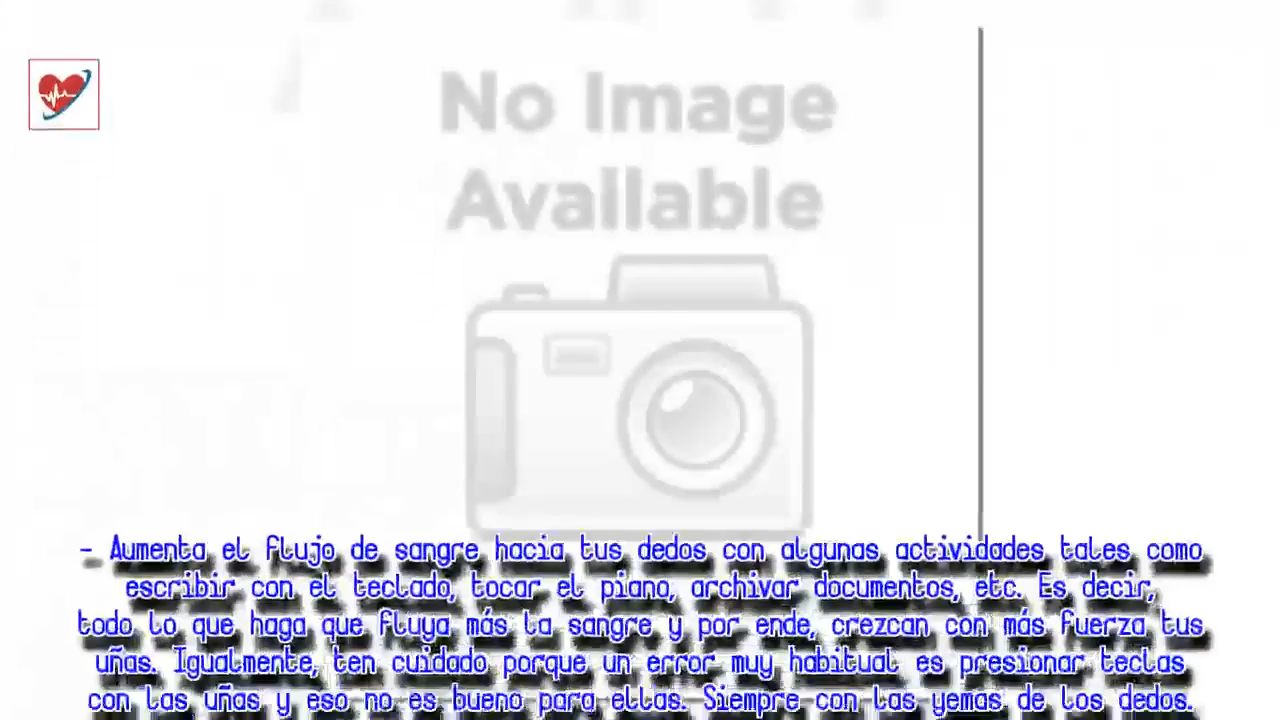 No Image
Available
- Aumenta el flujo de sangre hacia tus dedos con algunas actividades tales como
escribir con el teclado, tocar el piano, archivar documentos, etc. Es decir,
todo lo que haga que fluya más la sangre y por ende, crezcan con más fuerza tus
uñas. Igualmente, ten cuidado porque un error muy habitual es presionar teclas
con las uñas y eso no es bueno para ellas. Siempre con las yemas de los dedos.